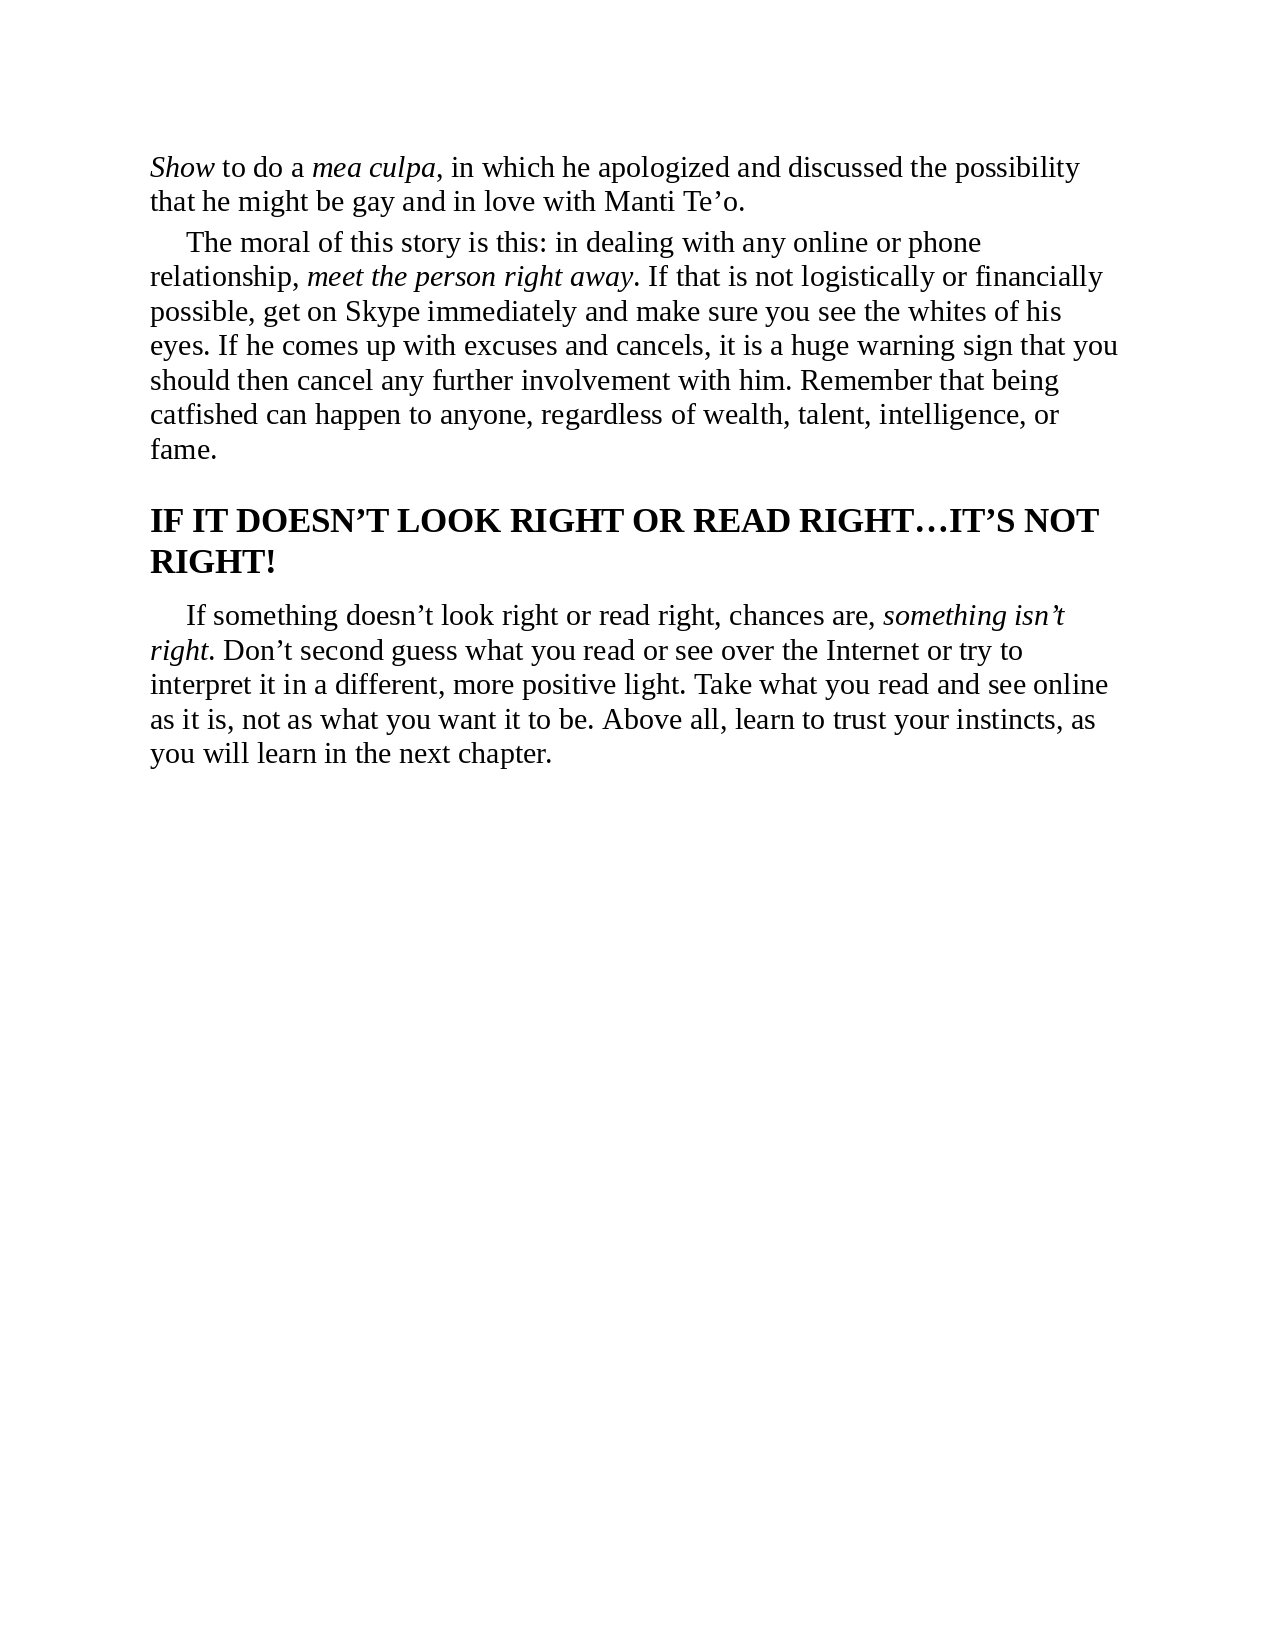 Show to do a mea culpa, in which he apologized and discussed the possibility
that he might be gay and in love with Manti Te’o.
The moral of this story is this: in dealing with any online or phone
relationship, meet the person right away. If that is not logistically or financially
possible, get on Skype immediately and make sure you see the whites of his
eyes. If he comes up with excuses and cancels, it is a huge warning sign that you
should then cancel any further involvement with him. Remember that being
catfished can happen to anyone, regardless of wealth, talent, intelligence, or
fame.
IF IT DOESN’T LOOK RIGHT OR READ RIGHT…IT’S NOT
RIGHT!
If something doesn’t look right or read right, chances are, something isn’t
right. Don’t second guess what you read or see over the Internet or try to
interpret it in a different, more positive light. Take what you read and see online
as it is, not as what you want it to be. Above all, learn to trust your instincts, as
you will learn in the next chapter.